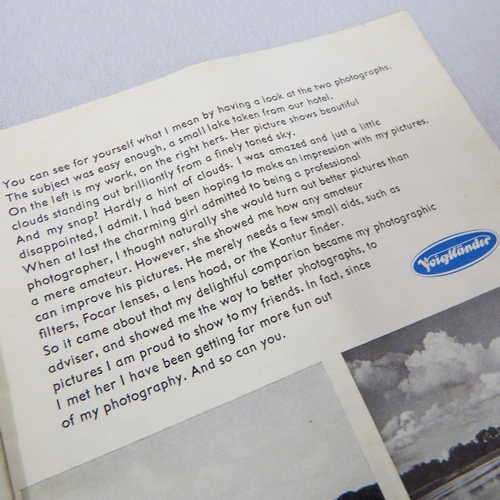 You can see for yourself what I mean by having a look at the two photographs.
The subject was easy enough, a small lake taken from our hotel.
On the left is my work, on the right hers. Her picture shows beautiful
clouds standing out brilliantly from a finely toned sky.
And my snap? Hardly a hint of clouds. I was amazed and just a little
disappointed, I admit. I had been hoping to make an impression with my pictures.
When at last the charming girl admitted to being a professional
photographer, I thought naturally she would turn out better pictures than
a mere amateur. However, she showed me how any amateur
can improve his pictures. He merely needs a few small aids, such as
filters, Focar lenses, a lens hood, or the Kontur finder.
So it came about that my delightful companion became my photographic
adviser, and showed me the way to better photographs, to
pictures I am proud to show to my friends. In fact, since
I met her I have been getting far more fun out
of my photography. And so can you.
Voigtländer